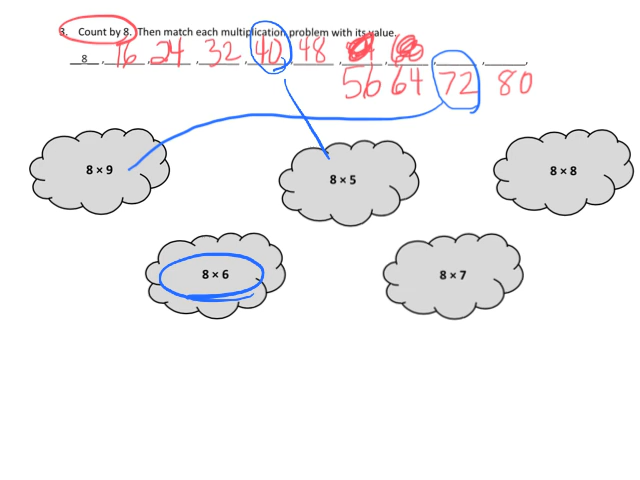 3. Count by 8. Then match each multiplication problem with its value.
8, 16, 24, 32, 40, 48
56 64 72 80
8 × 9
8 × 5
8 × 8
8 × 6
8 × 7